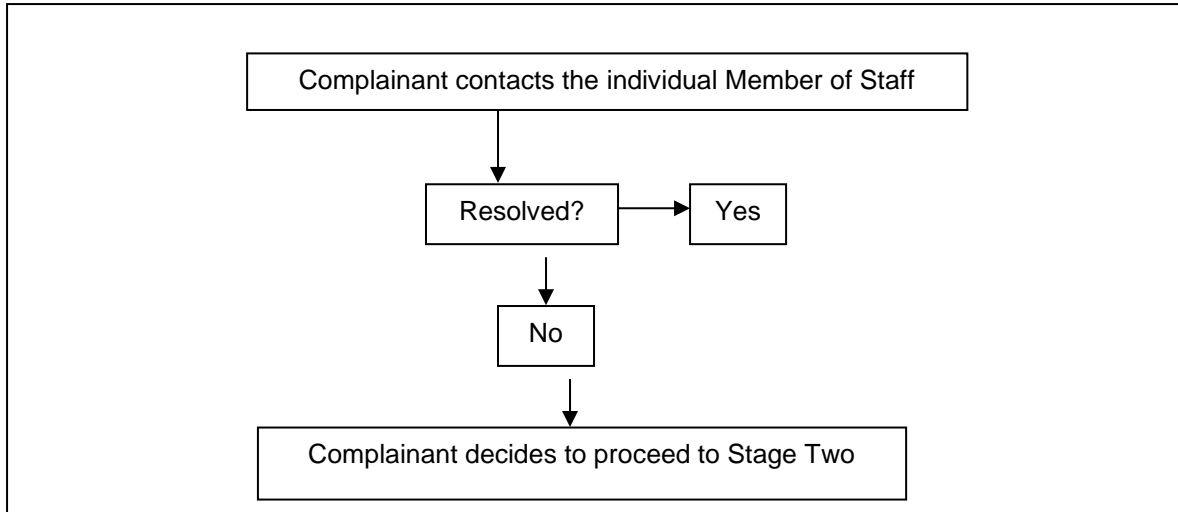 Complainant contacts the individual Member of Staff
Resolved?
Yes
No
Complainant decides to proceed to Stage Two